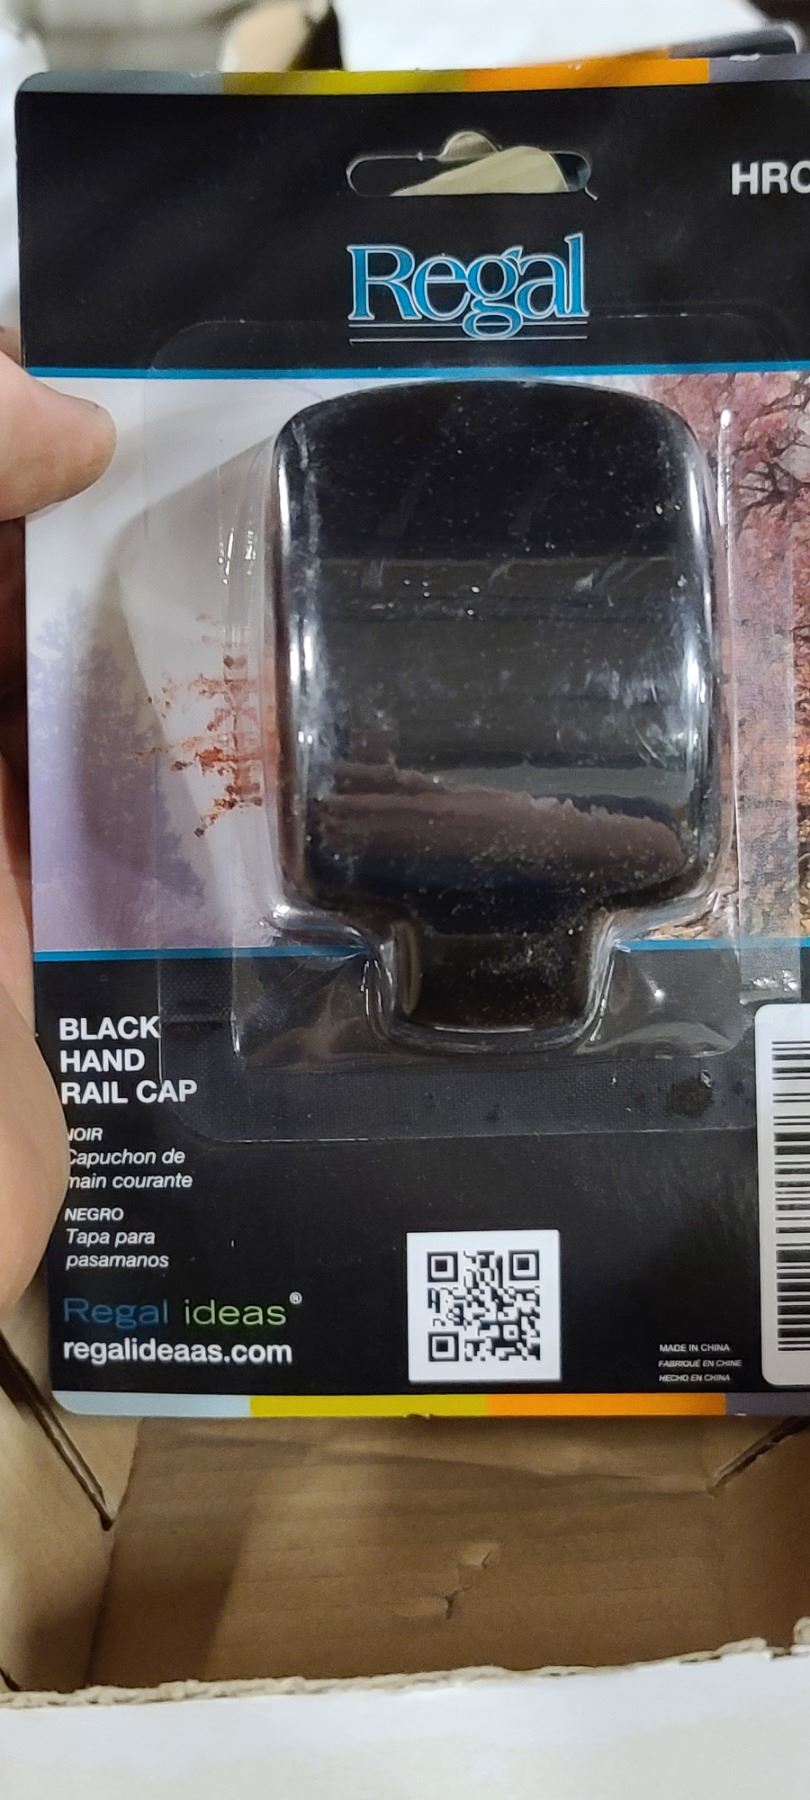 HRC
Regal
BLACK
HAND
RAIL CAP
NOIR
Capuchon de
main courante
NEGRO
Tapa para
pasamanos
Regal ideas®
regalideaas.com
MADE IN CHINA
FABRIQUÉ EN CHINE
HECHO EN CHINA